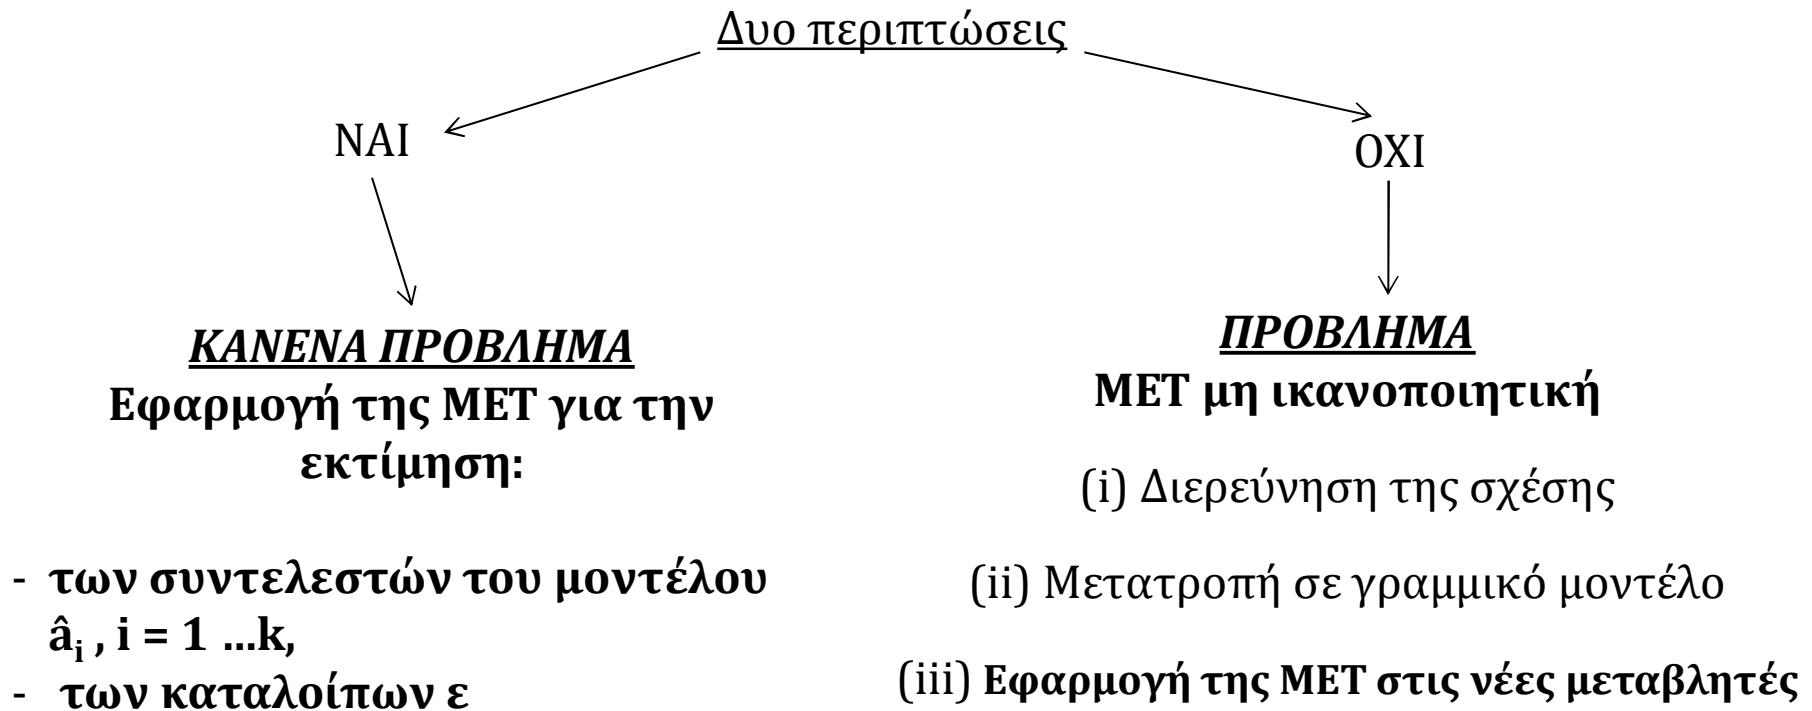 Δυο περιπτώσεις
ΝΑΙ
ΟΧΙ
ΚΑΝΕΝΑ ΠΡΟΒΛΗΜΑ
Εφαρμογή της ΜΕΤ για την
εκτίμηση:
- των συντελεστών του μοντέλου
âi , i = 1 ...k,
- των καταλοίπων ε
ΠΡΟΒΛΗΜΑ
ΜΕΤ μη ικανοποιητική
(i) Διερεύνηση της σχέσης
(ii) Μετατροπή σε γραμμικό μοντέλο
(iii) Εφαρμογή της ΜΕΤ στις νέες μεταβλητές